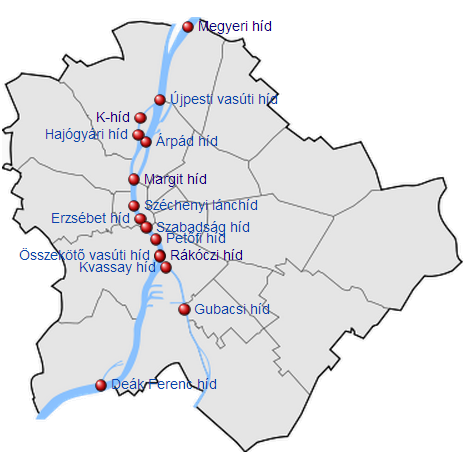 Megyeri híd
Újpesti vasúti híd
K-híd
Hajógyári híd
Árpád híd
Margit híd
Széchenyi lánchíd
Erzsébet híd
Szabadság híd
Petőfi híd
Összekötő vasúti híd
Rákóczi híd
Kvassay híd
Gubacsi híd
Deák Ferenc híd